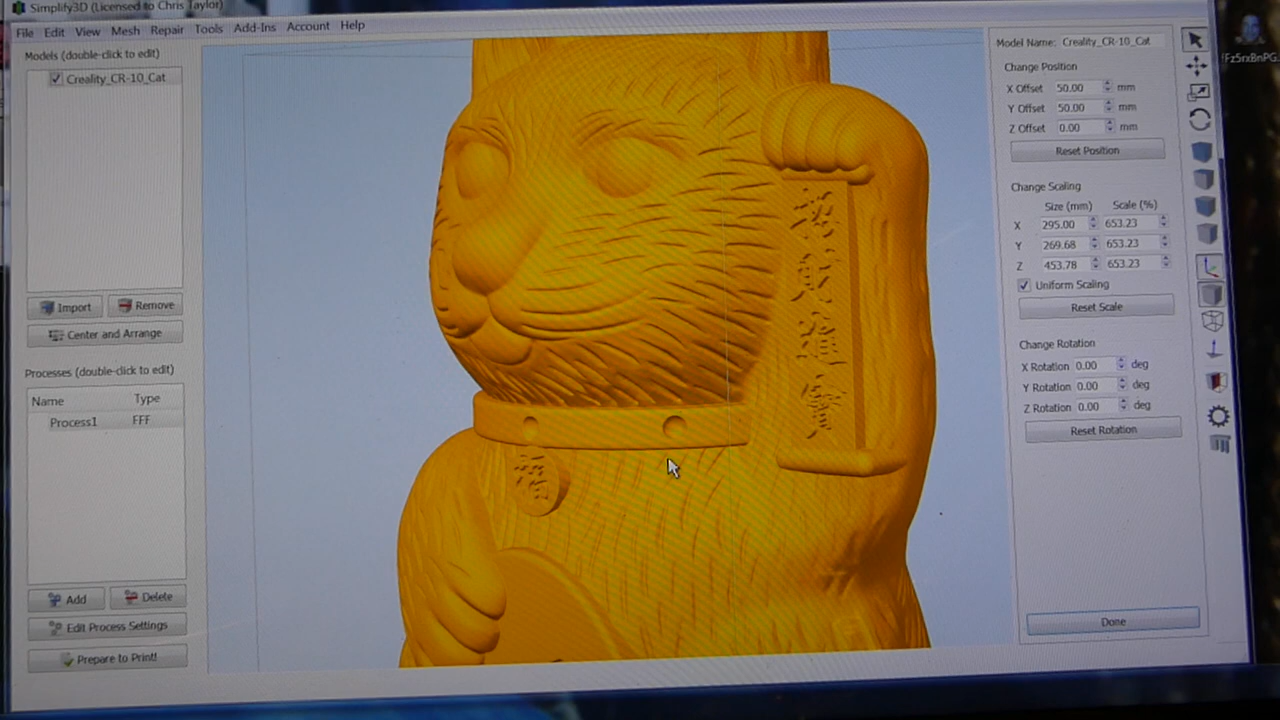 Simplify3D (Licensed to Chris Taylor)
File Edit View Mesh Repair Tools Add-Ins Account Help
Models (double-click to edit)
Creality_CR-10_Cat
Import Remove
Center and Arrange
Processes (double-click to edit)
Name Type
Process1 FFF
Add Delete
Edit Process Settings
Prepare to Print!
招
財
進
寶
Model Name: Creality_CR-10_Cat
Change Position
X Offset 50.00 mm
Y Offset 50.00 mm
Z Offset 0.00 mm
Reset Position
Change Scaling
Size (mm) Scale (%)
X 295.00 653.23
Y 269.68 653.23
Z 453.78 653.23
Uniform Scaling
Reset Scale
Change Rotation
X Rotation 0.00 deg
Y Rotation 0.00 deg
Z Rotation 0.00 deg
Reset Rotation
Done